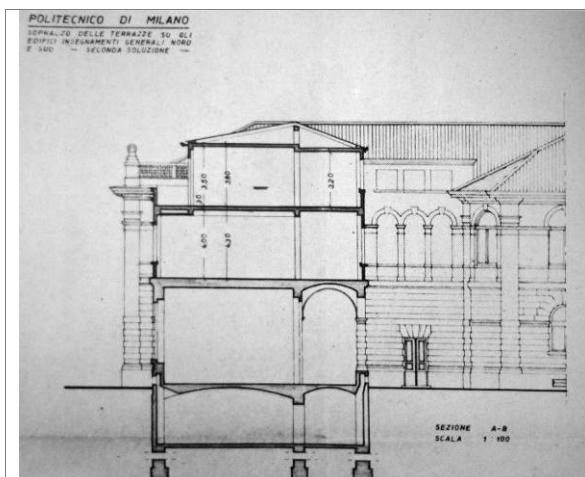 POLITECNICO DI MILANO
SOPRALZO DELLE TERRAZZE SU GLI
EDIFICI INSEGNAMENTI GENERALI NORD
E SUD — SECONDA SOLUZIONE —
350
380
320
400
430
SEZIONE A-B
SCALA 1:100